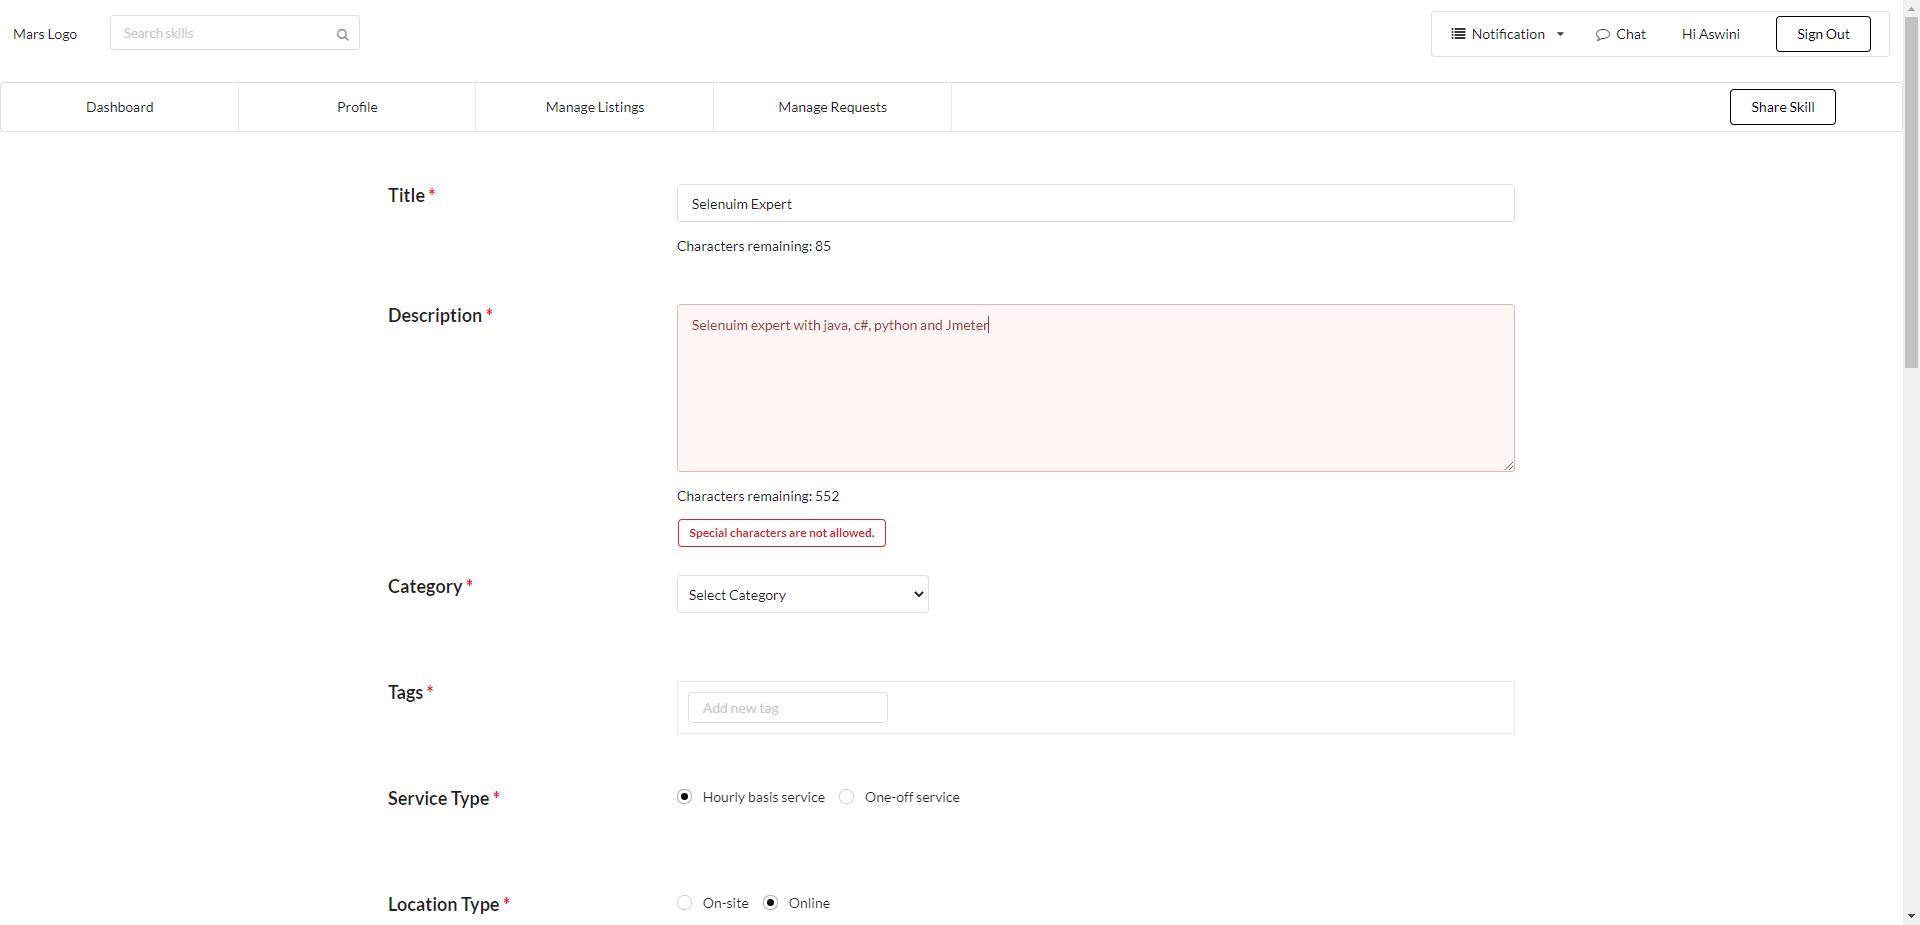 Mars Logo
Search skills
Notification
Chat
Hi Aswini
Sign Out
Dashboard
Profile
Manage Listings
Manage Requests
Share Skill
Title *
Selenuim Expert
Characters remaining: 85
Description *
Selenuim expert with java, c#, python and Jmeter
Characters remaining: 552
Special characters are not allowed.
Category *
Select Category
Tags *
Add new tag
Service Type *
Hourly basis service
One-off service
Location Type *
On-site
Online